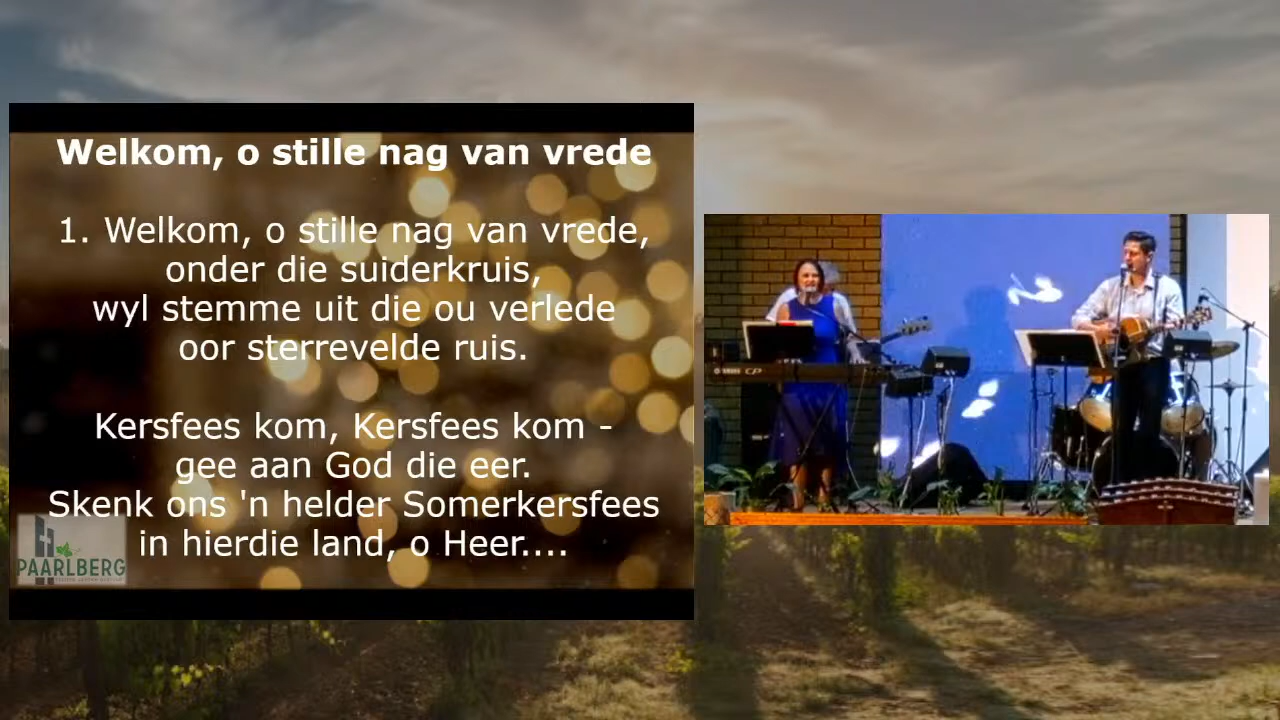 Welkom, o stille nag van vrede
1. Welkom, o stille nag van vrede,
onder die suiderkruis,
wyl stemme uit die ou verlede
oor sterrevelde ruis.
Kersfees kom, Kersfees kom -
gee aan God die eer.
Skenk ons 'n helder Somerkersfees
in hierdie land, o Heer....
PAARLBERG
CP